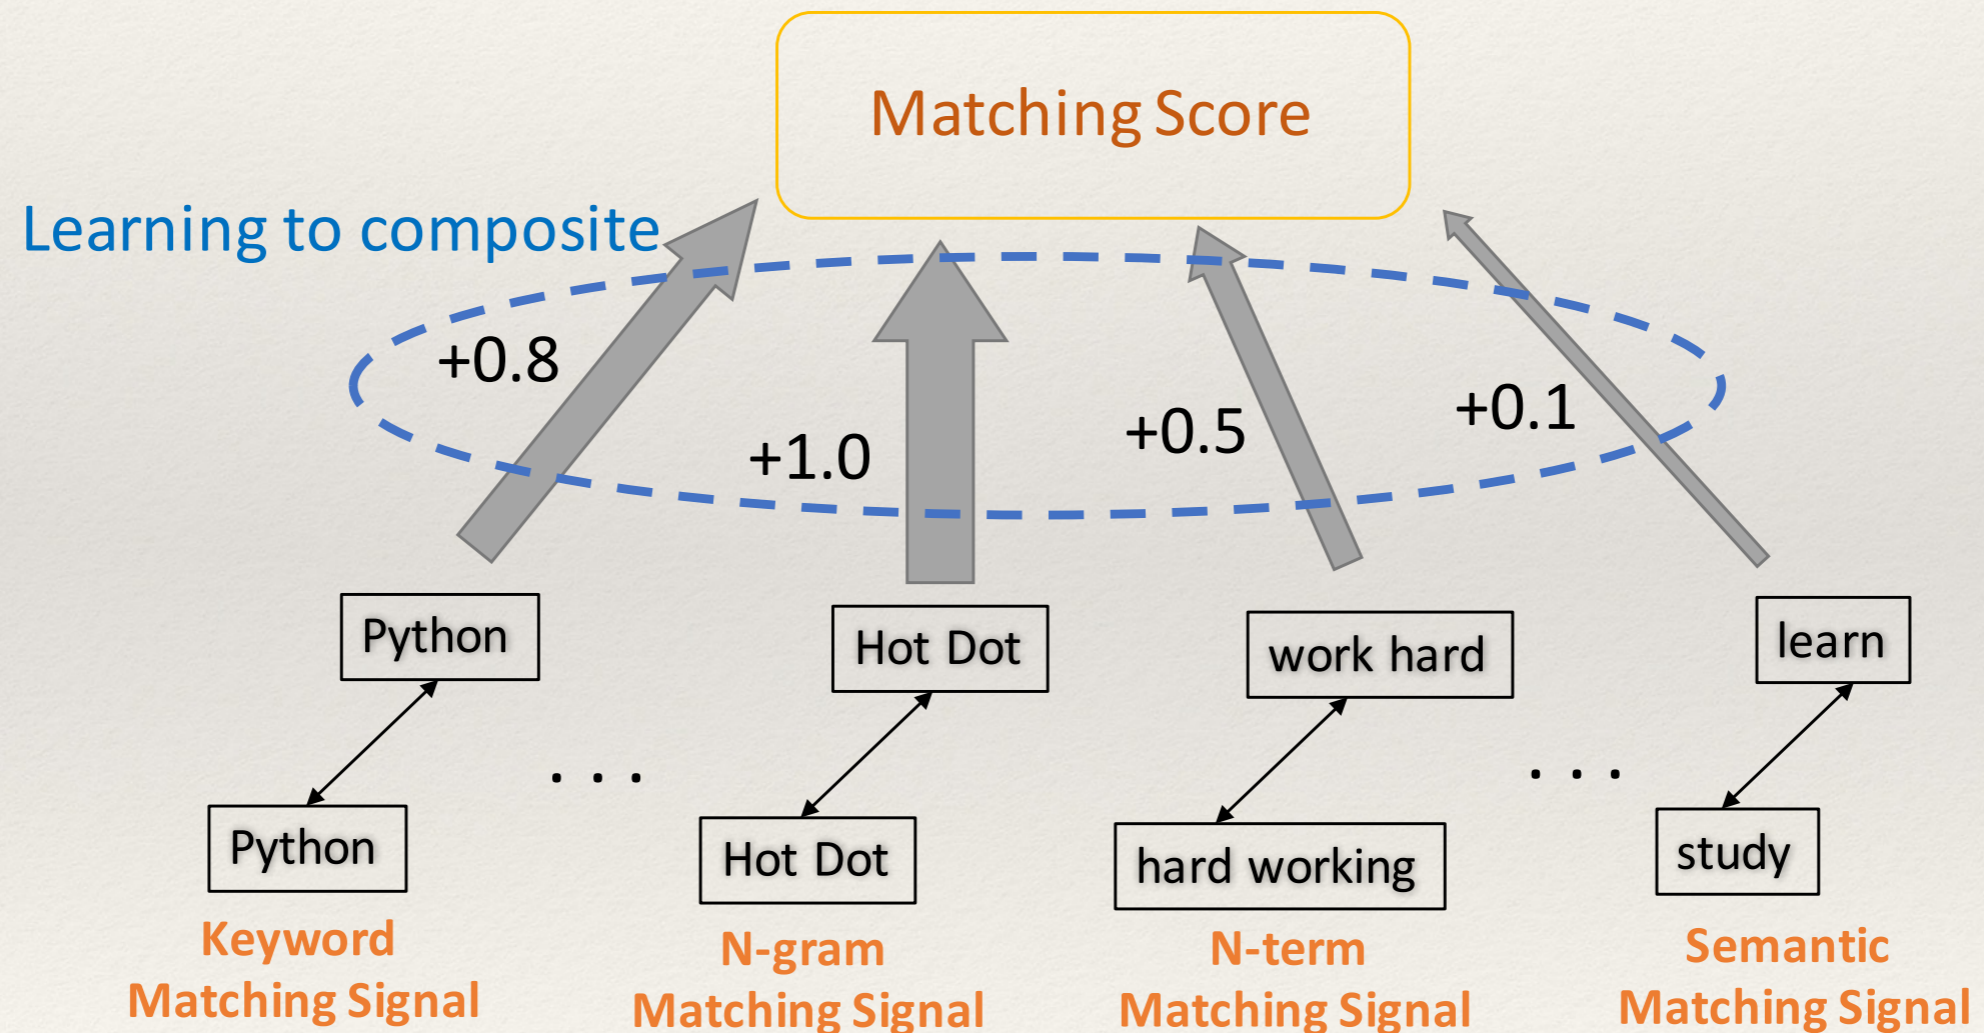 Matching Score
Learning to composite
+0.8
+1.0
+0.5
+0.1
Python
Hot Dot
work hard
learn
. . .
. . .
Python
Hot Dot
hard working
study
Keyword
Matching Signal
N-gram
Matching Signal
N-term
Matching Signal
Semantic
Matching Signal